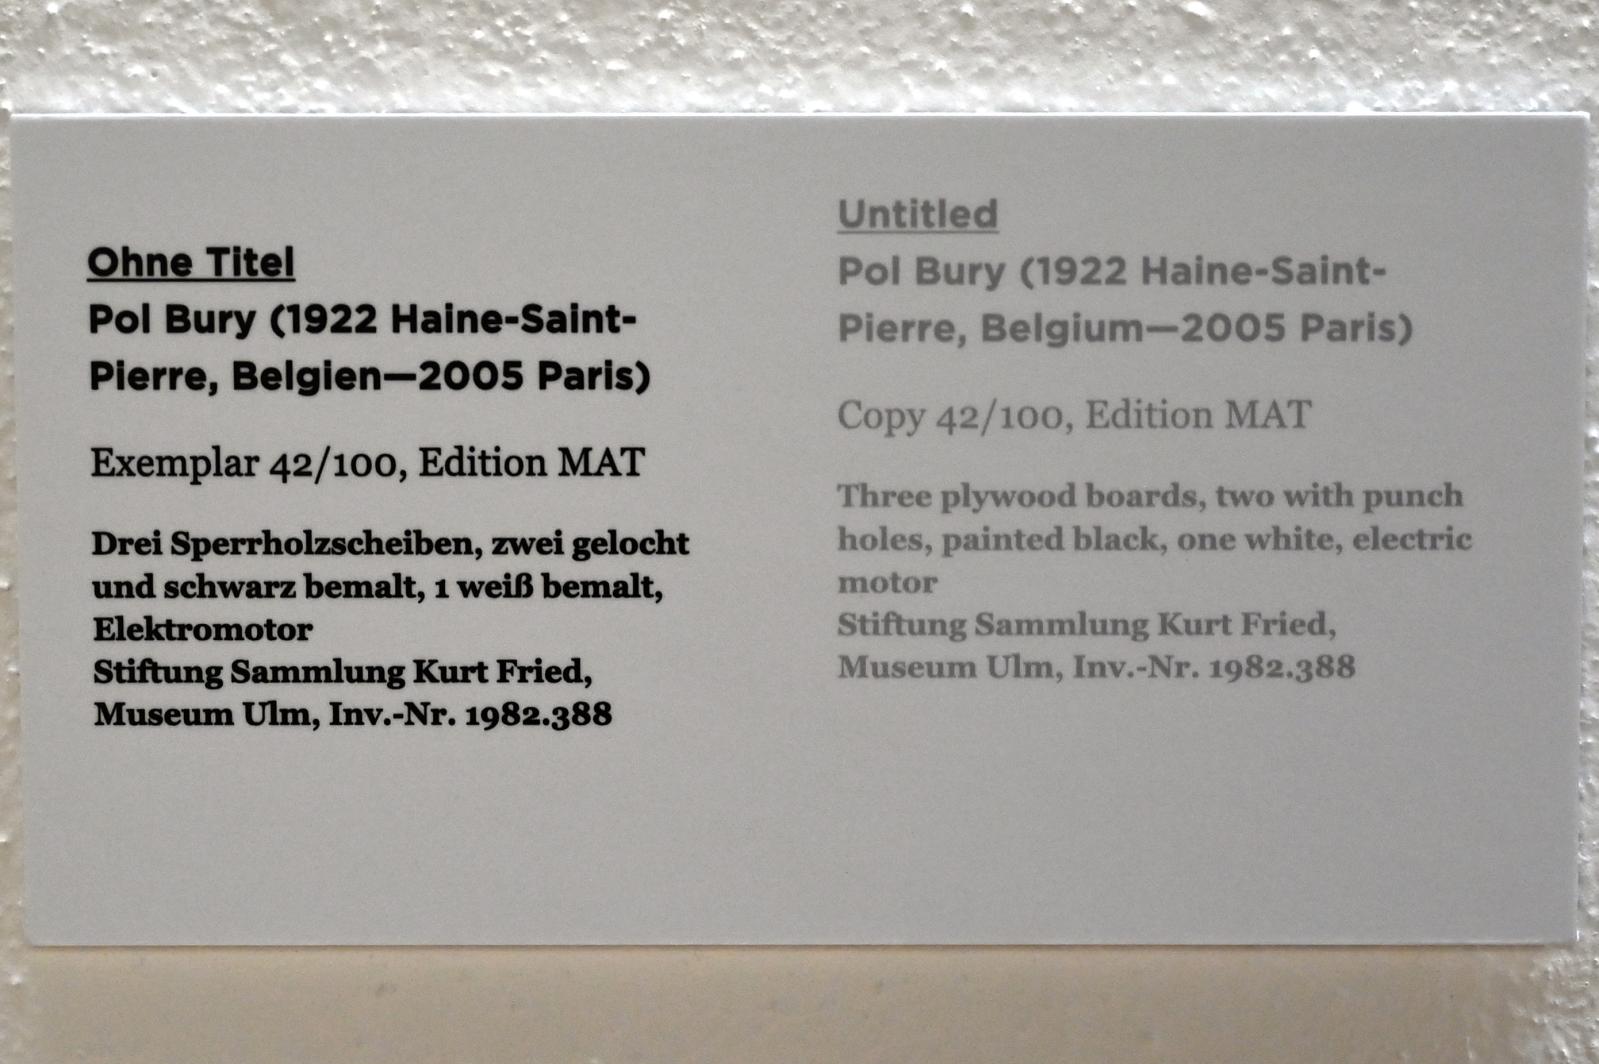 Ohne Titel
Pol Bury (1922 Haine-Saint-
Pierre, Belgien—2005 Paris)
Exemplar 42/100, Edition MAT
Drei Sperrholzscheiben, zwei gelocht
und schwarz bemalt, 1 weiß bemalt,
Elektromotor
Stiftung Sammlung Kurt Fried,
Museum Ulm, Inv.-Nr. 1982.388
Untitled
Pol Bury (1922 Haine-Saint-
Pierre, Belgium—2005 Paris)
Copy 42/100, Edition MAT
Three plywood boards, two with punch
holes, painted black, one white, electric
motor
Stiftung Sammlung Kurt Fried,
Museum Ulm, Inv.-Nr. 1982.388